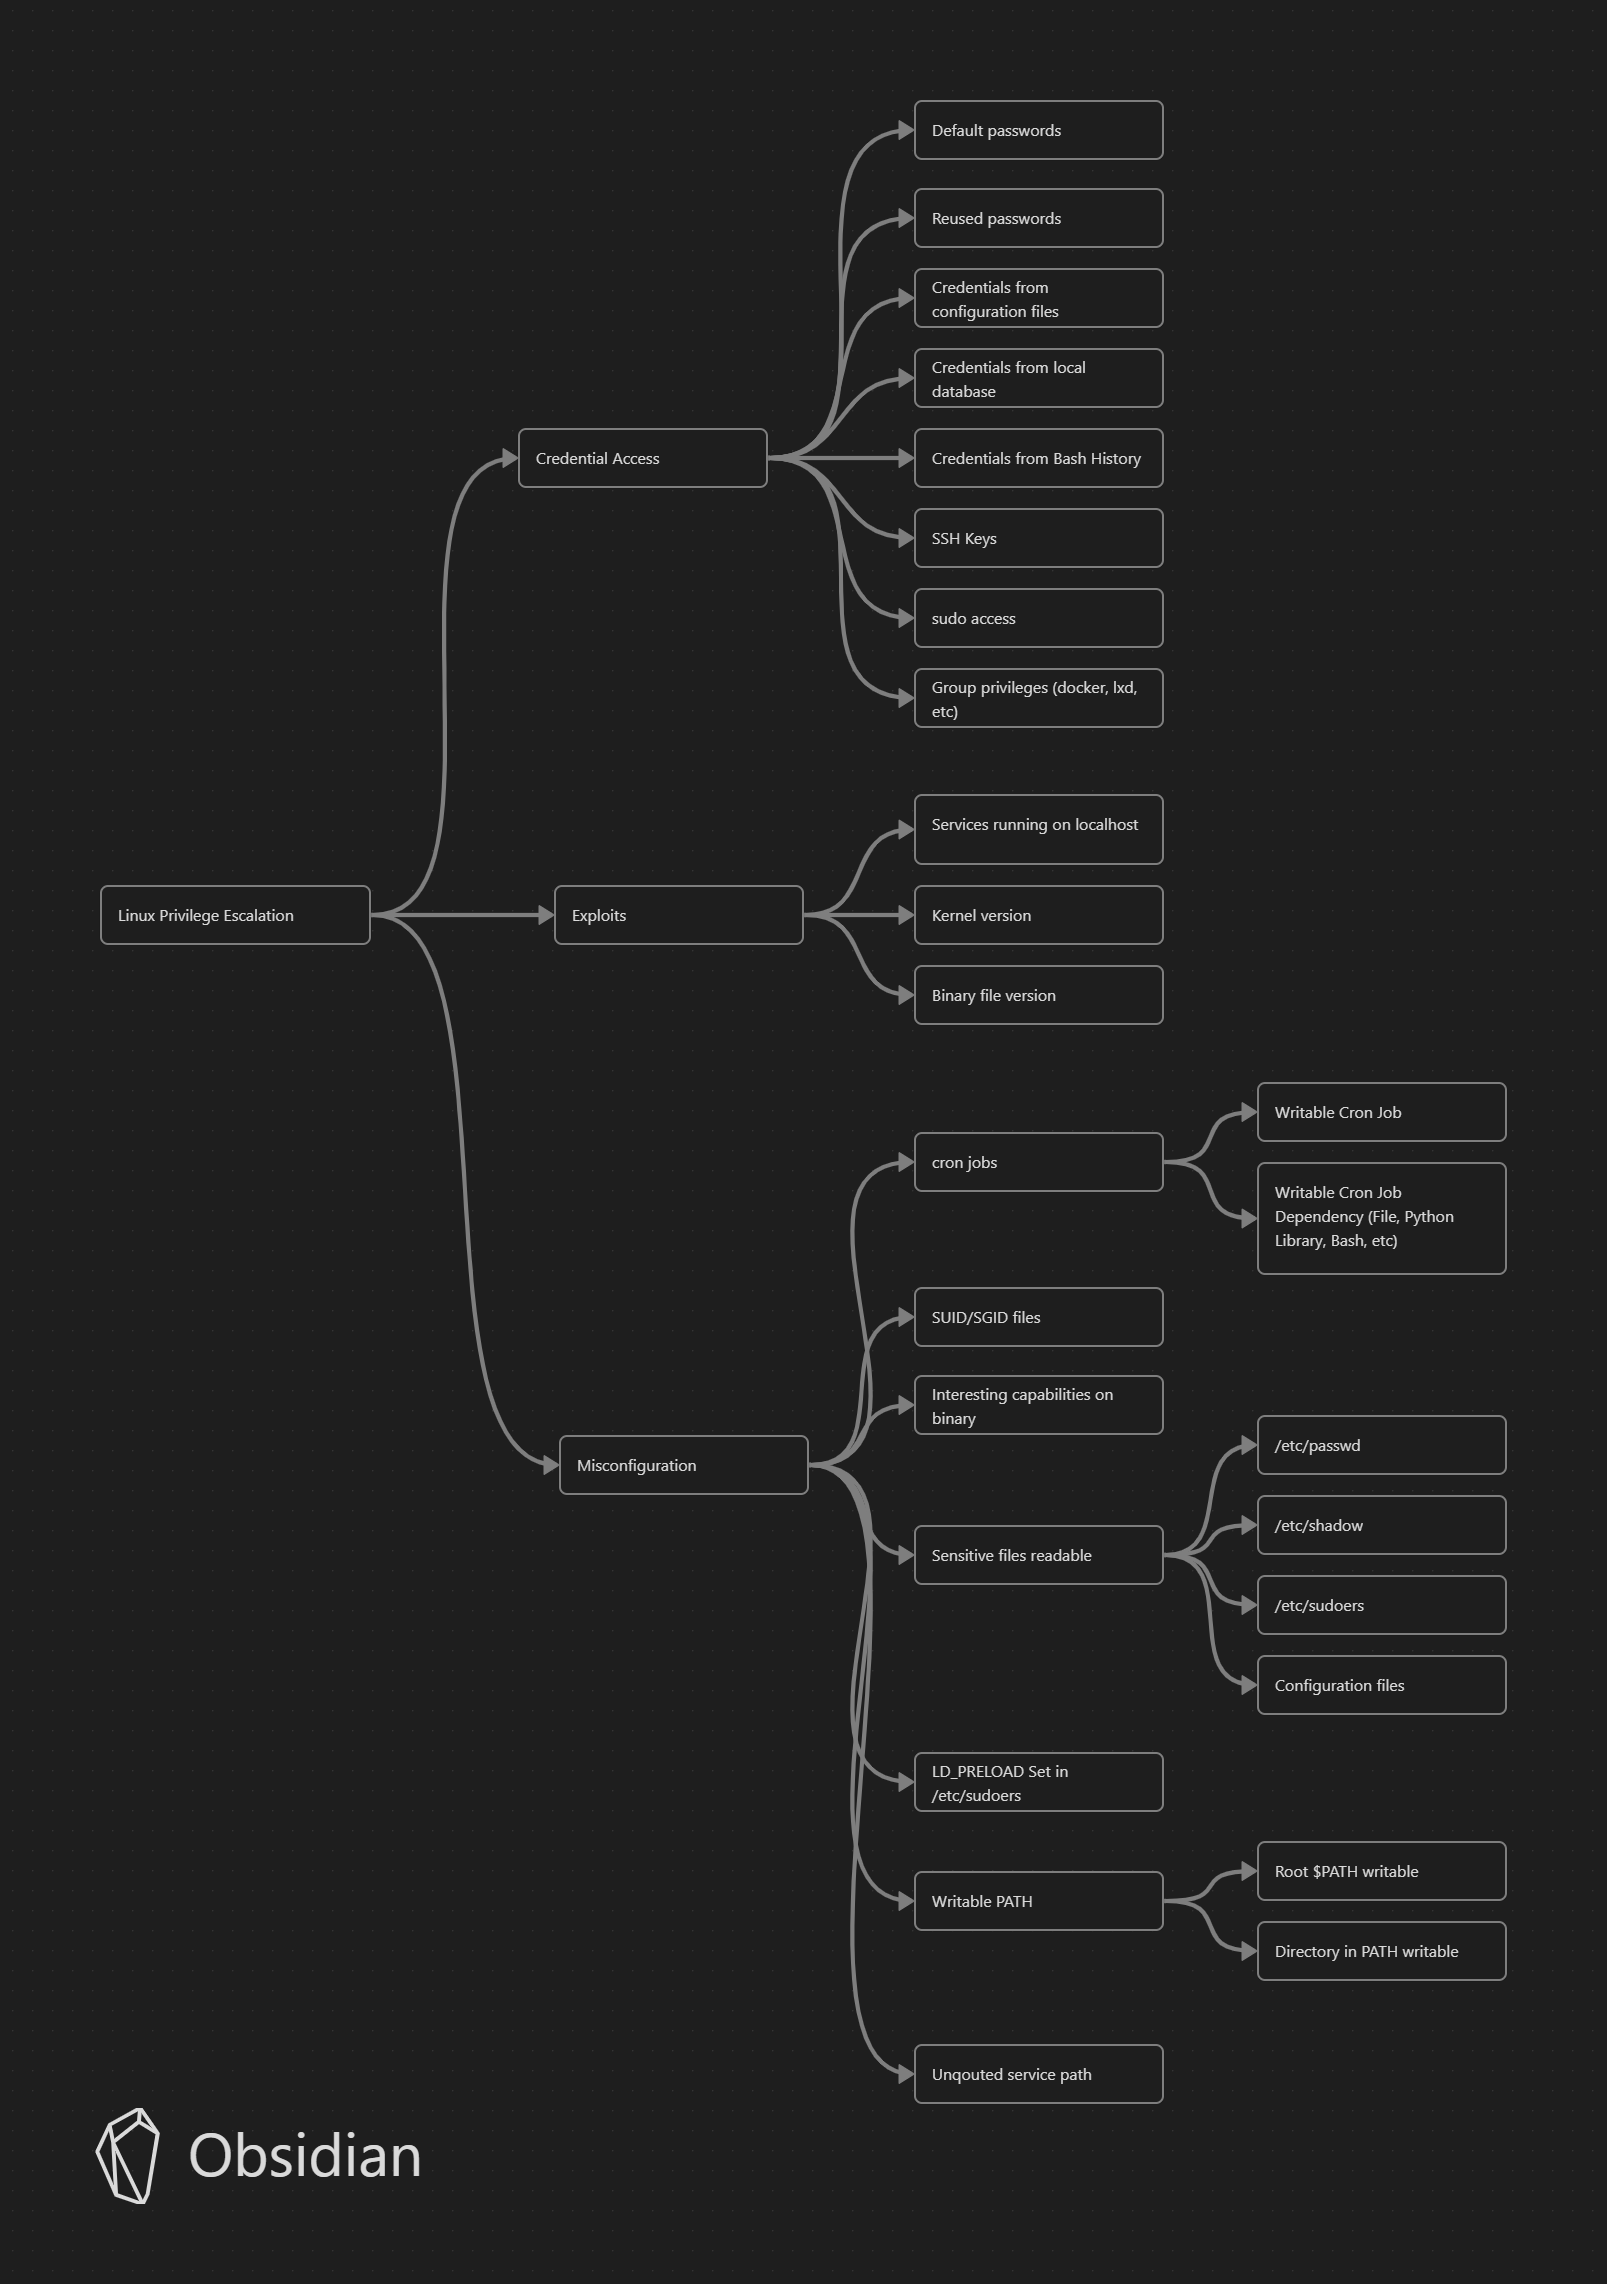 Default passwords
Reused passwords
Credentials from
configuration files
Credentials from local
database
Credential Access
Credentials from Bash History
SSH Keys
sudo access
Group privileges (docker, lxd,
etc)
Services running on localhost
Linux Privilege Escalation
Exploits
Kernel version
Binary file version
Writable Cron Job
cron jobs
Writable Cron Job
Dependency (File, Python
Library, Bash, etc)
SUID/SGID files
Interesting capabilities on
binary
/etc/passwd
Misconfiguration
/etc/shadow
Sensitive files readable
/etc/sudoers
Configuration files
LD_PRELOAD Set in
/etc/sudoers
Root $PATH writable
Writable PATH
Directory in PATH writable
Unqouted service path
Obsidian